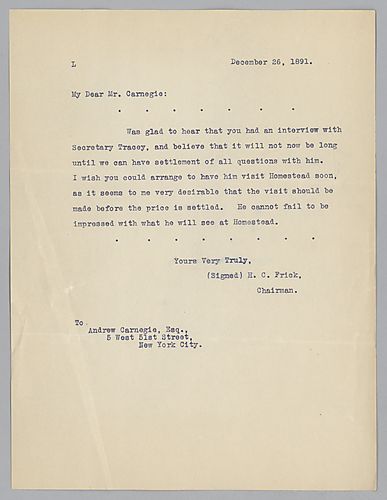 L December 26, 1891.
My Dear Mr. Carnegie:
. . . . . . .
Was glad to hear that you had an interview with
Secretary Tracey, and believe that it will not now be long
until we can have settlement of all questions with him.
I wish you could arrange to have him visit Homestead soon,
as it seems to me very desirable that the visit should be
made before the price is settled. He cannot fail to be
impressed with what he will see at Homestead.
. . . . . . . .
Yours Very Truly,
(Signed) H. C. Frick,
Chairman.
To
Andrew Carnegie, Esq.,
5 West 51st Street,
New York City.